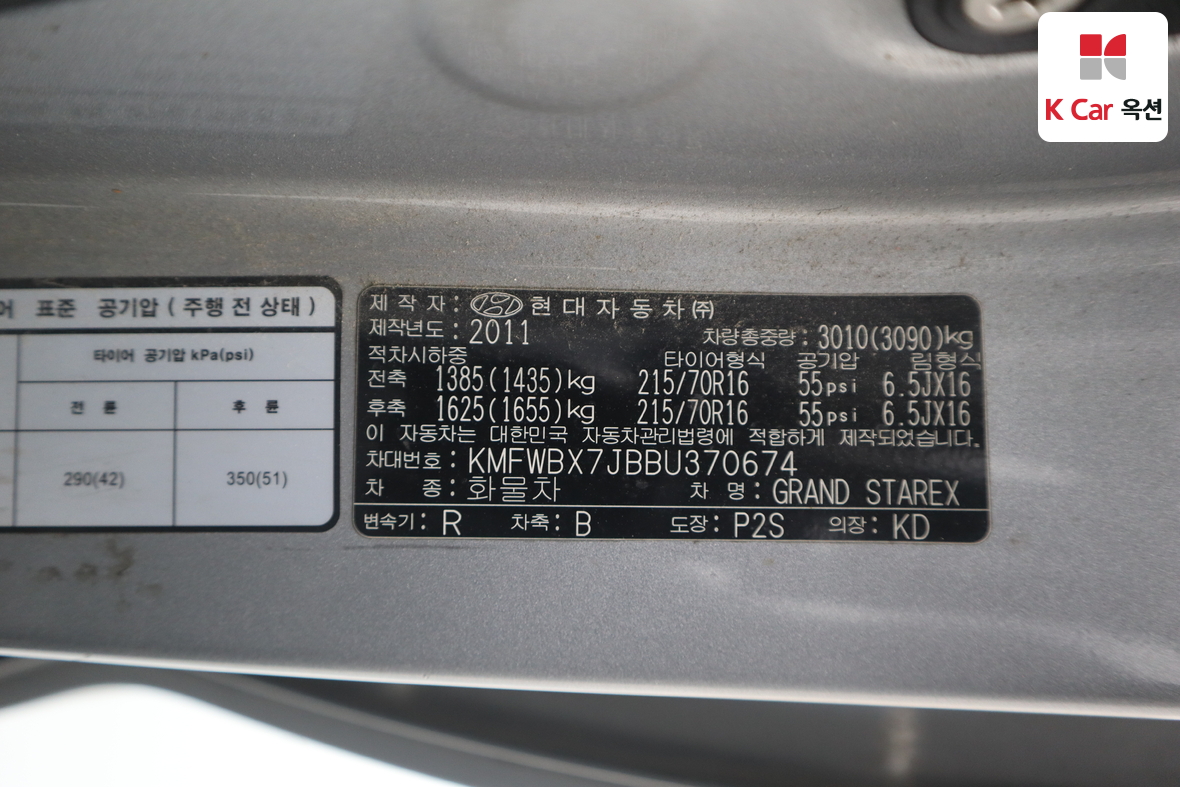 K Car 옥션
어 표준 공기압 ( 주행 전 상태 )
타이어 공기압 kPa(psi)
전 륜 후 륜
290(42) 350(51)
제 작 자 : 현 대 자 동 차 ㈜
제작년도 : 2011 차량총중량 : 3010(3090)kg
적차시하중 타이어형식 공기압 림형식
전축 1385(1435)kg 215/70R16 55psi 6.5JX16
후축 1625(1655)kg 215/70R16 55psi 6.5JX16
이 자동차는 대한민국 자동차관리법령에 적합하게 제작되었습니다.
차대번호 : KMFWBX7JBBU370674
차 종 : 화물차 차 명 : GRAND STAREX
변속기 : R 차축 : B 도장 : P2S 의장 : KD